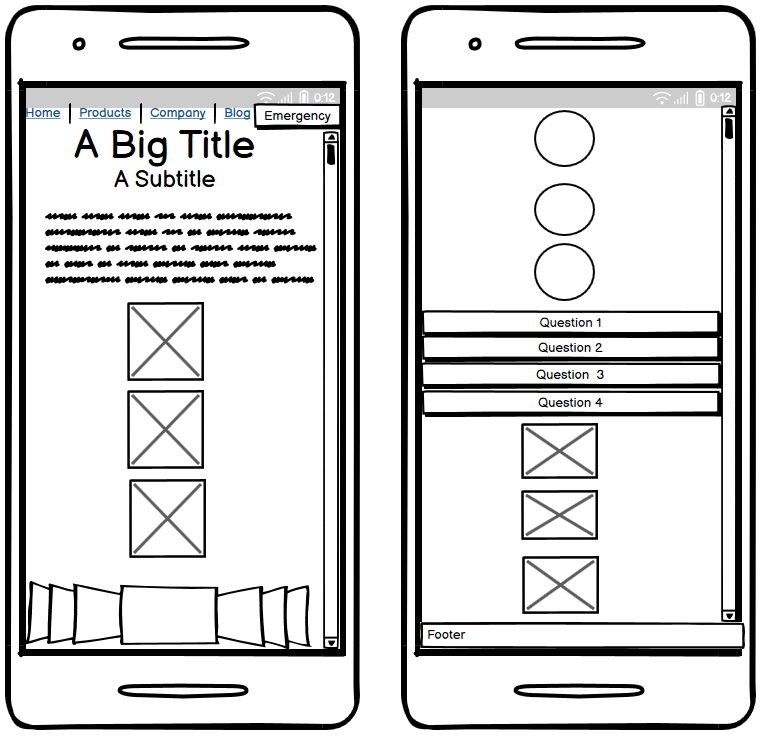 0:12
Home Products Company Blog Emergency
A Big Title
A Subtitle
0:12
Question 1
Question 2
Question 3
Question 4
Footer